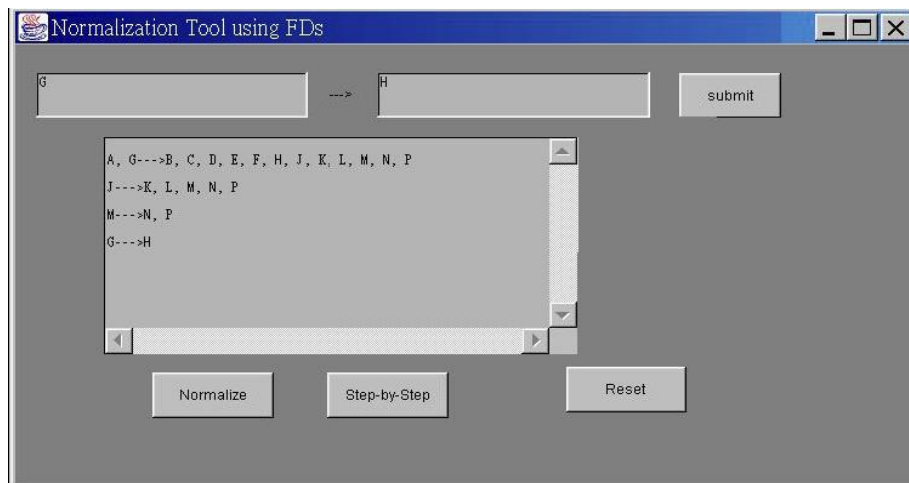 Normalization Tool using FDs
G ---> H submit
A, G--->B, C, D, E, F, H, J, K, L, M, N, P
J--->K, L, M, N, P
M--->N, P
G--->H
Normalize Step-by-Step Reset